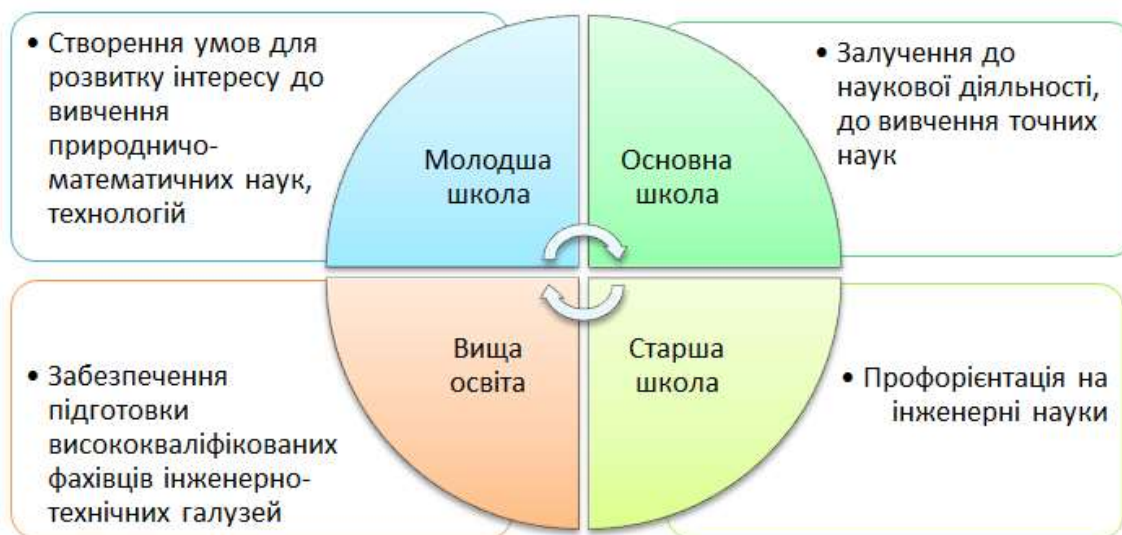 • Створення умов для
розвитку інтересу до
вивчення
природничо-
математичних наук,
технологій
Молодша
школа
Основна
школа
• Залучення до
наукової діяльності,
до вивчення точних
наук
• Забезпечення
підготовки
висококваліфікованих
фахівців інженерно-
технічних галузей
Вища
освіта
Старша
школа
• Профорієнтація на
інженерні науки